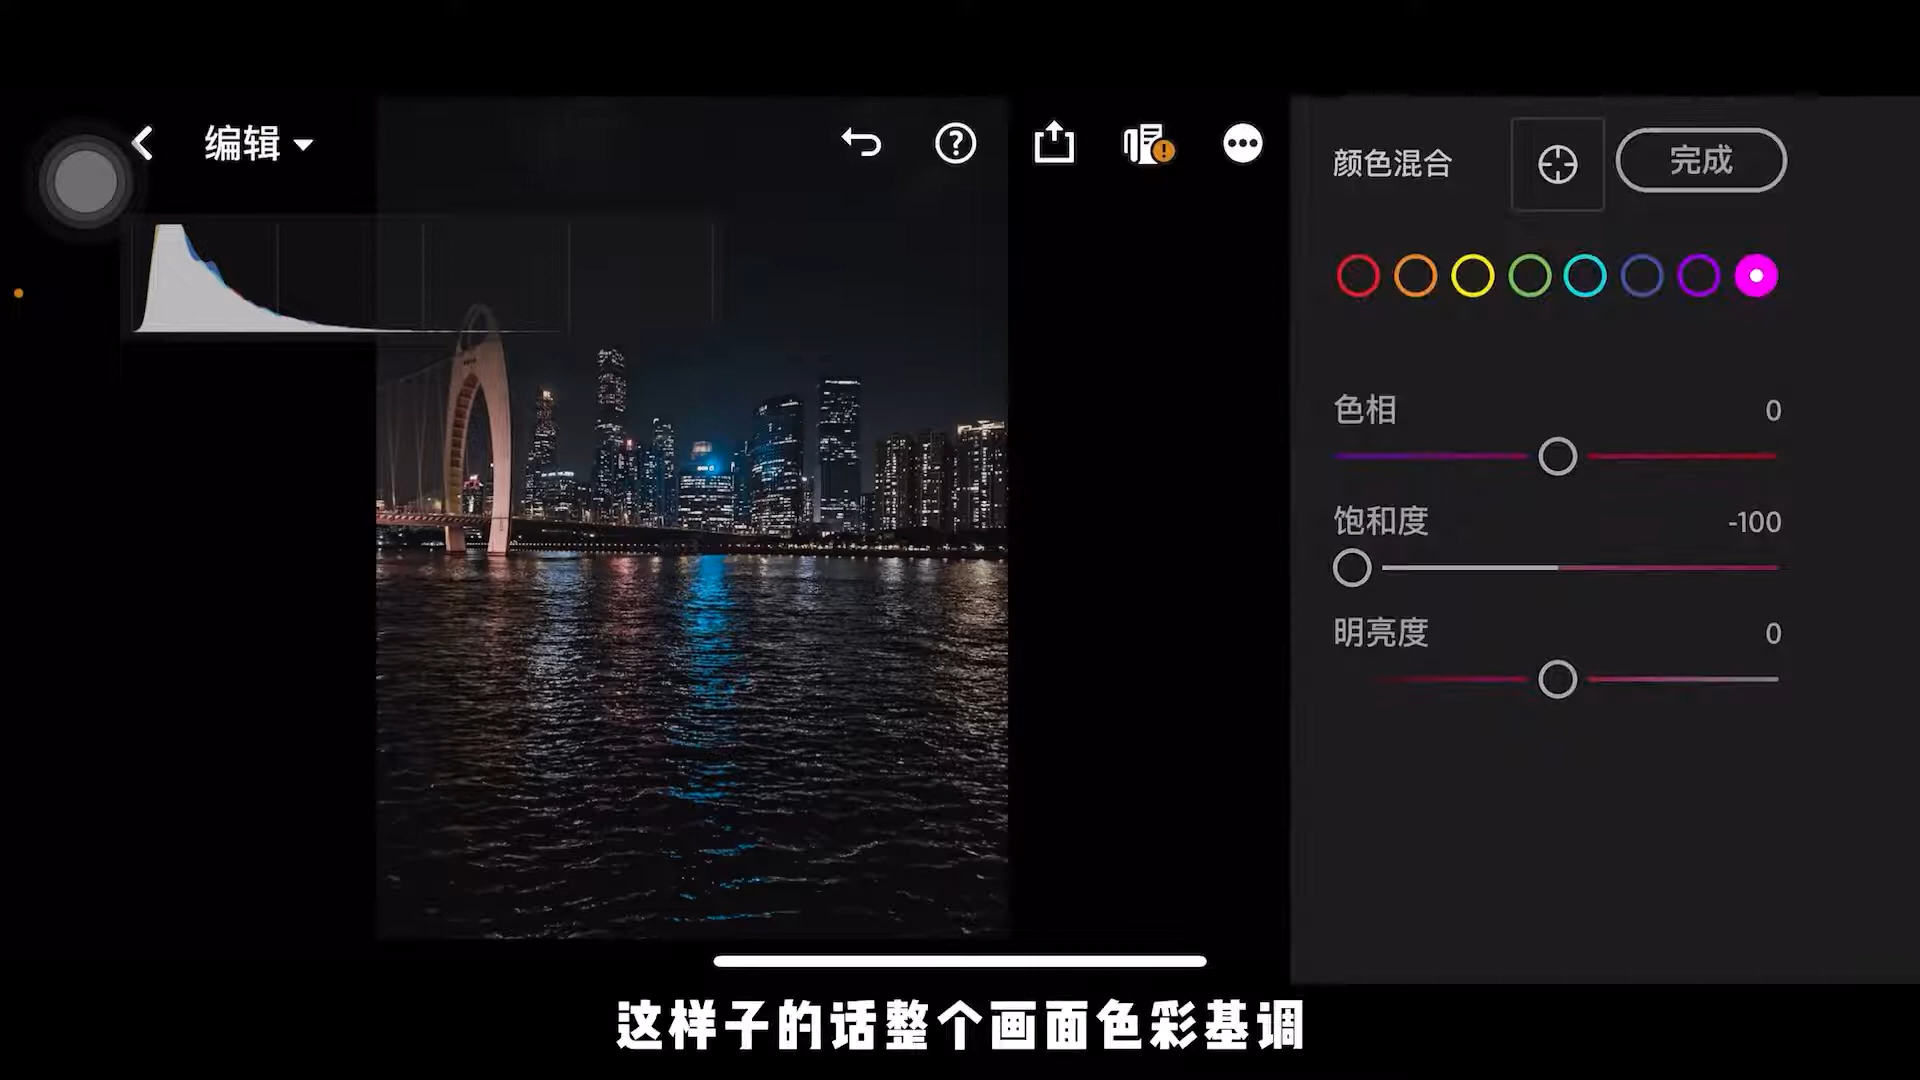 编辑
颜色混合
完成
色相
0
饱和度
-100
明亮度
0
这样子的话整个画面色彩基调